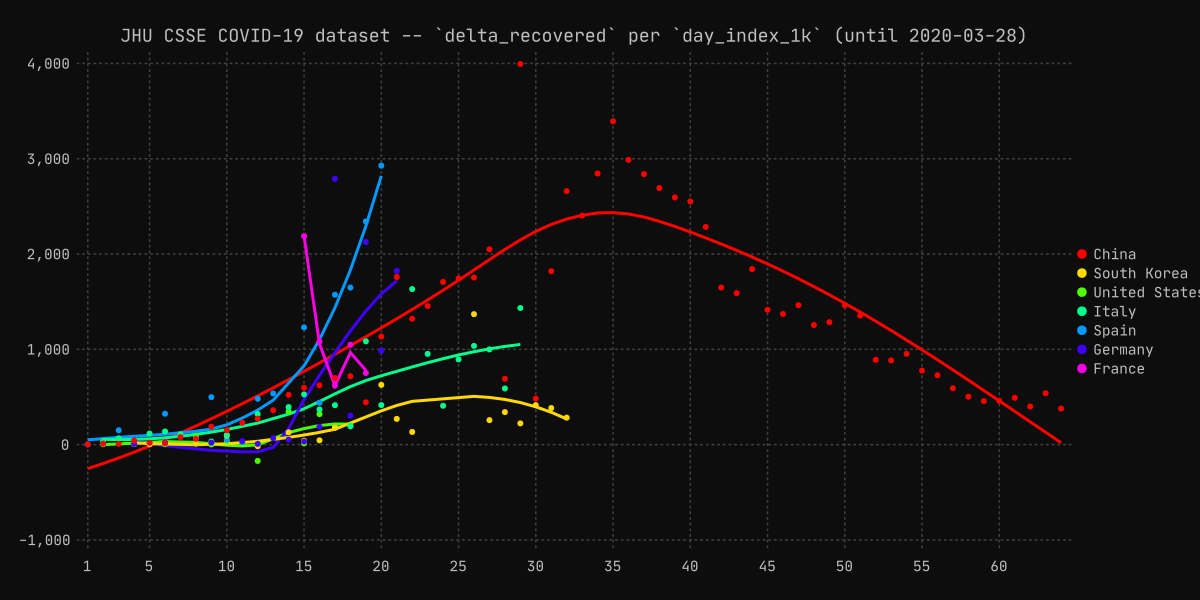 JHU CSSE COVID-19 dataset -- `delta_recovered` per `day_index_1k` (until 2020-03-28)
4,000
3,000
2,000
1,000
0
-1,000
1 5 10 15 20 25 30 35 40 45 50 55 60
China
South Korea
United States
Italy
Spain
Germany
France